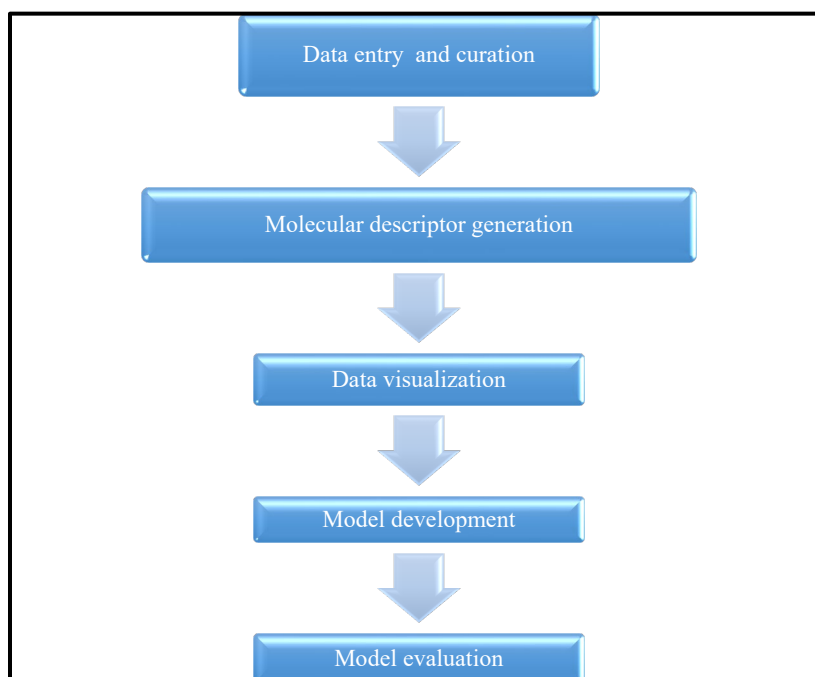 Data entry  and curation
Molecular descriptor generation
Data visualization
Model development
Model evaluation